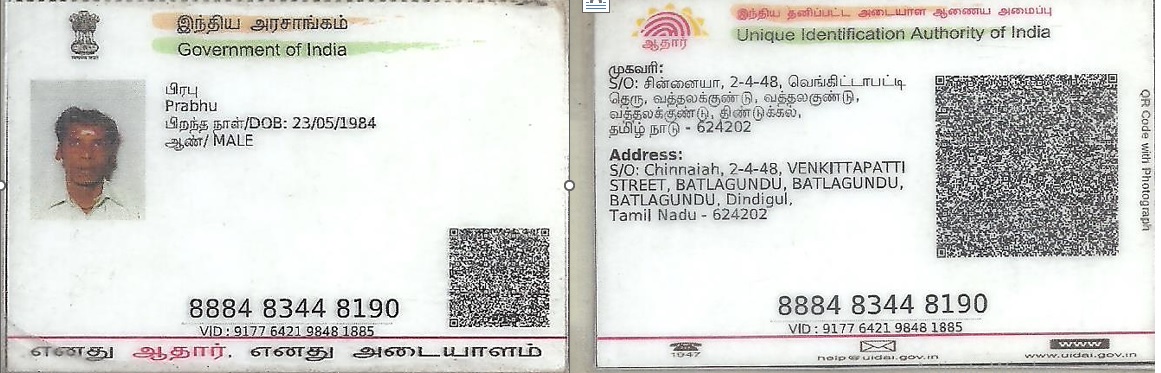 இந்திய அரசாங்கம்
Government of India
பிரபு
Prabhu
பிறந்த நாள்/DOB: 23/05/1984
ஆண்/ MALE
8884 8344 8190
VID : 9177 6421 9848 1885
எனது ஆதார், எனது அடையாளம்
இந்திய தனிப்பட்ட அடையாள ஆணைய அமைப்பு
Unique Identification Authority of India
ஆதார்
முகவரி:
S/O: சின்னையா, 2-4-48, வெங்கிட்டாபட்டி
தெரு, வத்தலக்குண்டு, வத்தலகுண்டு,
வத்தலக்குண்டு, திண்டுக்கல்,
தமிழ் நாடு - 624202
Address:
S/O: Chinnaiah, 2-4-48, VENKITTAPATTI
STREET, BATLAGUNDU, BATLAGUNDU,
BATLAGUNDU, Dindigul,
Tamil Nadu - 624202
QR Code with Photograph
8884 8344 8190
VID : 9177 6421 9848 1885
1947
help@uidai.gov.in
www
www.uidai.gov.in